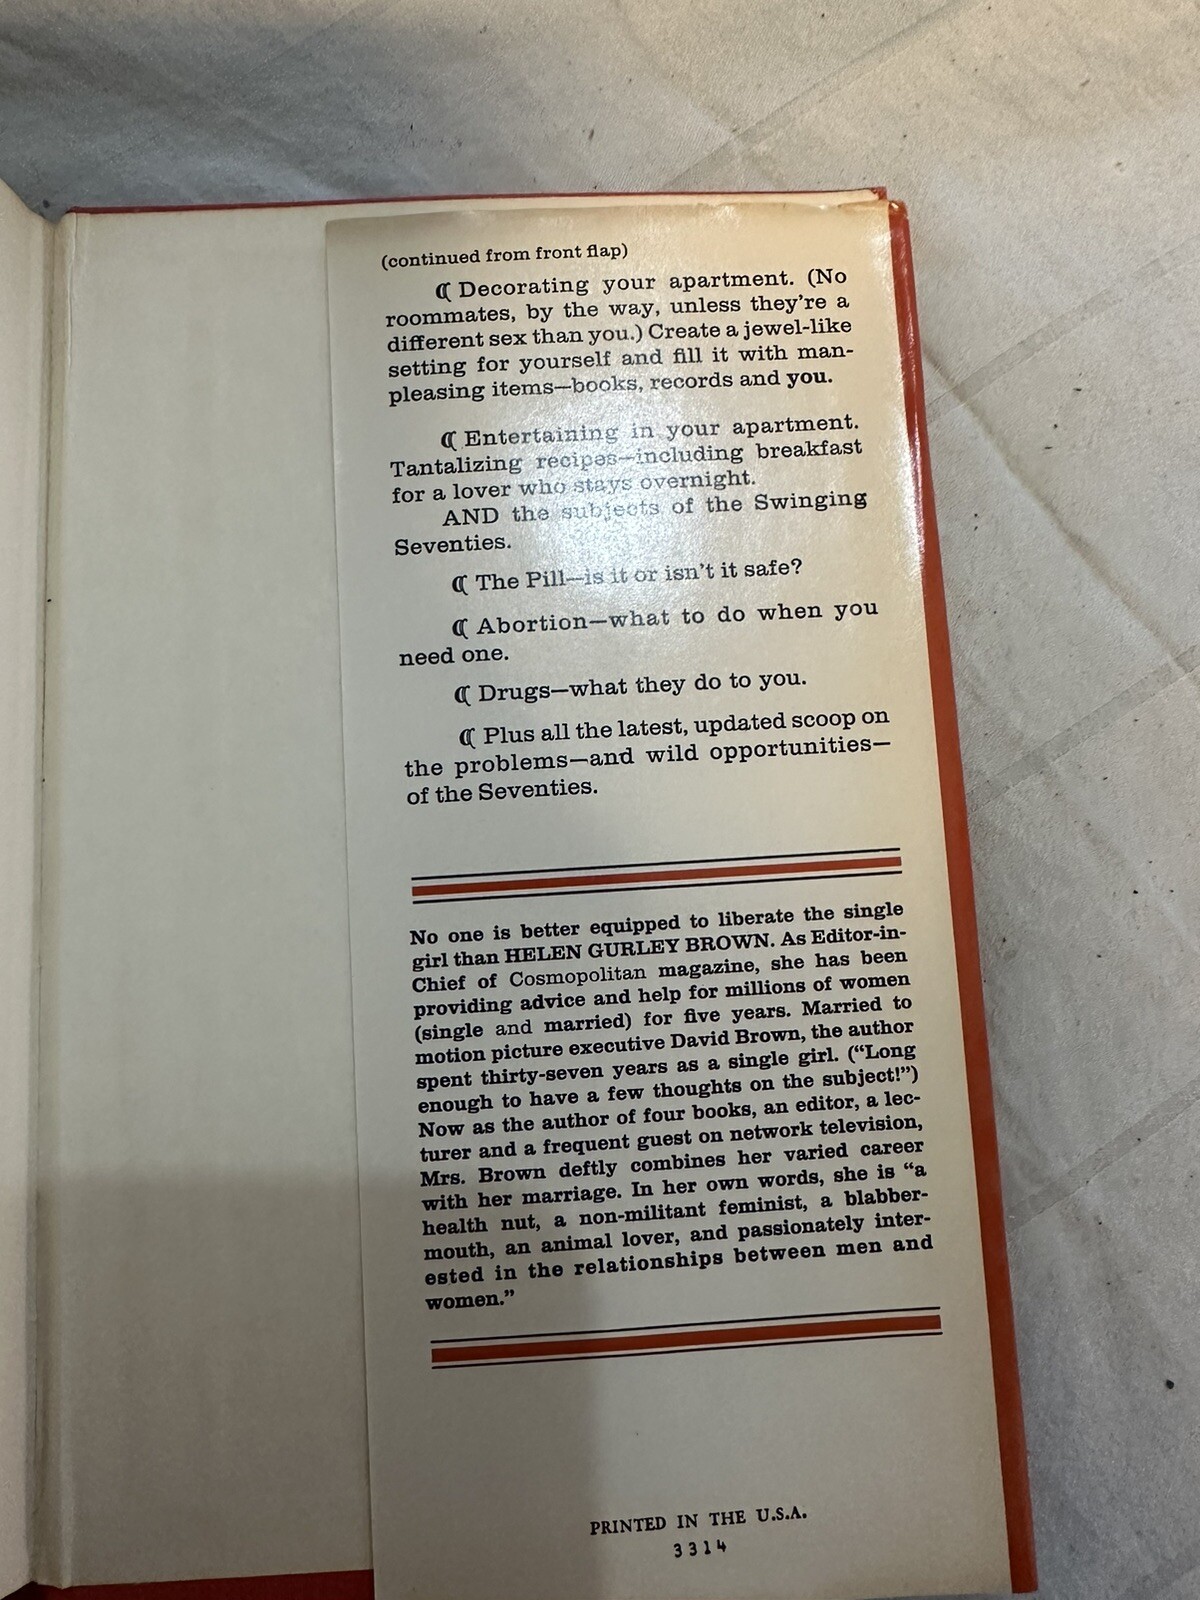 (continued from front flap)
⸿ Decorating your apartment. (No
roommates, by the way, unless they're a
different sex than you.) Create a jewel-like
setting for yourself and fill it with man-
pleasing items—books, records and you.
⸿ Entertaining in your apartment.
Tantalizing recipes—including breakfast
for a lover who stays overnight.
AND the subjects of the Swinging
Seventies.
⸿ The Pill—is it or isn't it safe?
⸿ Abortion—what to do when you
need one.
⸿ Drugs—what they do to you.
⸿ Plus all the latest, updated scoop on
the problems—and wild opportunities—
of the Seventies.
No one is better equipped to liberate the single
girl than HELEN GURLEY BROWN. As Editor-in-
Chief of Cosmopolitan magazine, she has been
providing advice and help for millions of women
(single and married) for five years. Married to
motion picture executive David Brown, the author
spent thirty-seven years as a single girl. ("Long
enough to have a few thoughts on the subject!")
Now as the author of four books, an editor, a lec-
turer and a frequent guest on network television,
Mrs. Brown deftly combines her varied career
with her marriage. In her own words, she is "a
health nut, a non-militant feminist, a blabber-
mouth, an animal lover, and passionately inter-
ested in the relationships between men and
women."
PRINTED IN THE U.S.A.
3314